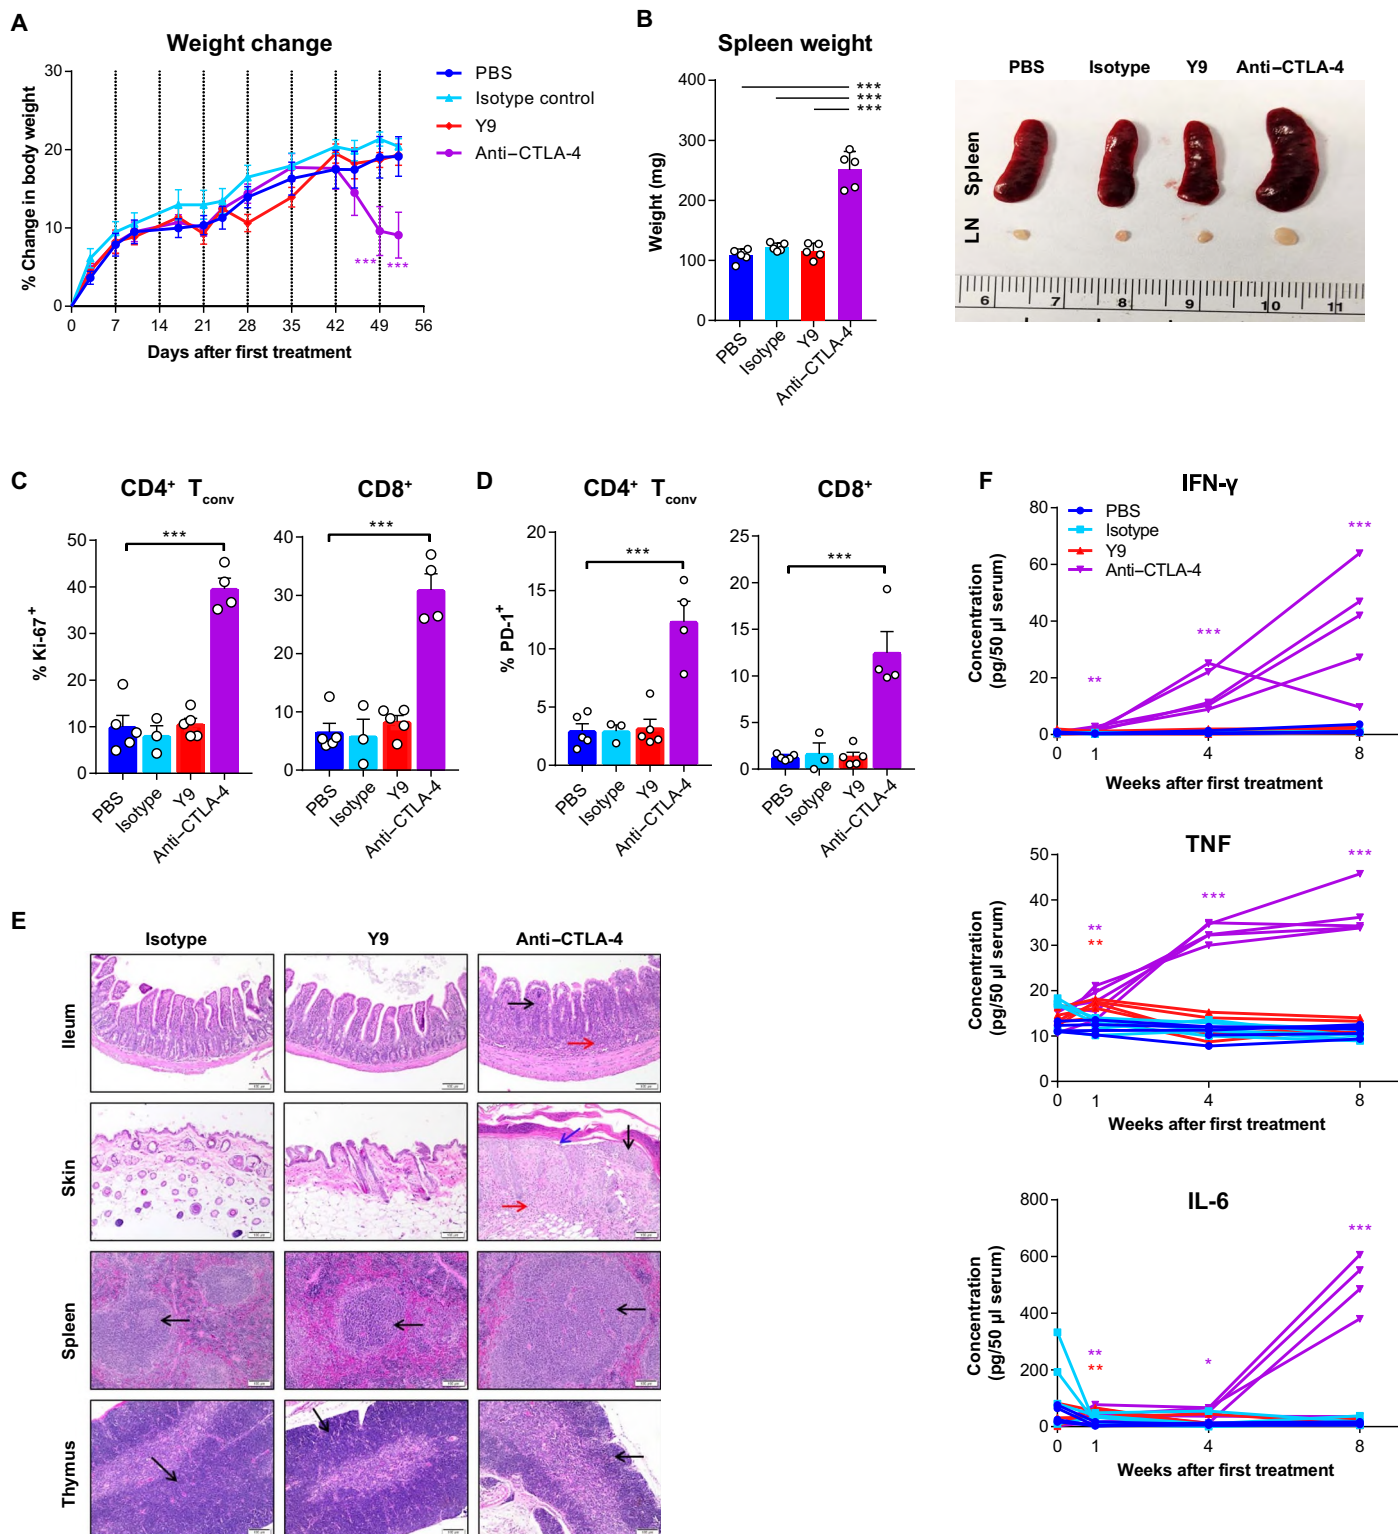 A
Weight change
30
20
10
0
% Change in body weight
0 7 14 21 28 35 42 49 56
Days after first treatment
PBS
Isotype control
Y9
Anti–CTLA-4
*** ***
B
Spleen weight
400
300
200
100
0
Weight (mg)
***
***
***
PBS
Isotype
Y9
Anti–CTLA-4
PBS Isotype Y9 Anti–CTLA-4
Spleen
LN
6 7 8 9 10 11
C
CD4+ Tconv
50
40
30
20
10
0
% Ki-67+
***
PBS
Isotype
Y9
Anti–CTLA-4
CD8+
40
30
20
10
0
***
PBS
Isotype
Y9
Anti–CTLA-4
D
CD4+ Tconv
20
15
10
5
0
% PD-1+
***
PBS
Isotype
Y9
Anti–CTLA-4
CD8+
25
20
15
10
5
0
***
PBS
Isotype
Y9
Anti–CTLA-4
E
Isotype Y9 Anti–CTLA-4
Ileum
Skin
Spleen
Thymus
F
IFN-γ
80
60
40
20
0
Concentration
(pg/50 µl serum)
PBS
Isotype
Y9
Anti–CTLA-4
**
***
***
0 1 4 8
Weeks after first treatment
TNF
50
40
30
20
10
0
Concentration
(pg/50 µl serum)
**
**
***
***
0 1 4 8
Weeks after first treatment
IL-6
800
600
400
200
0
Concentration
(pg/50 µl serum)
**
**
*
***
0 1 4 8
Weeks after first treatment